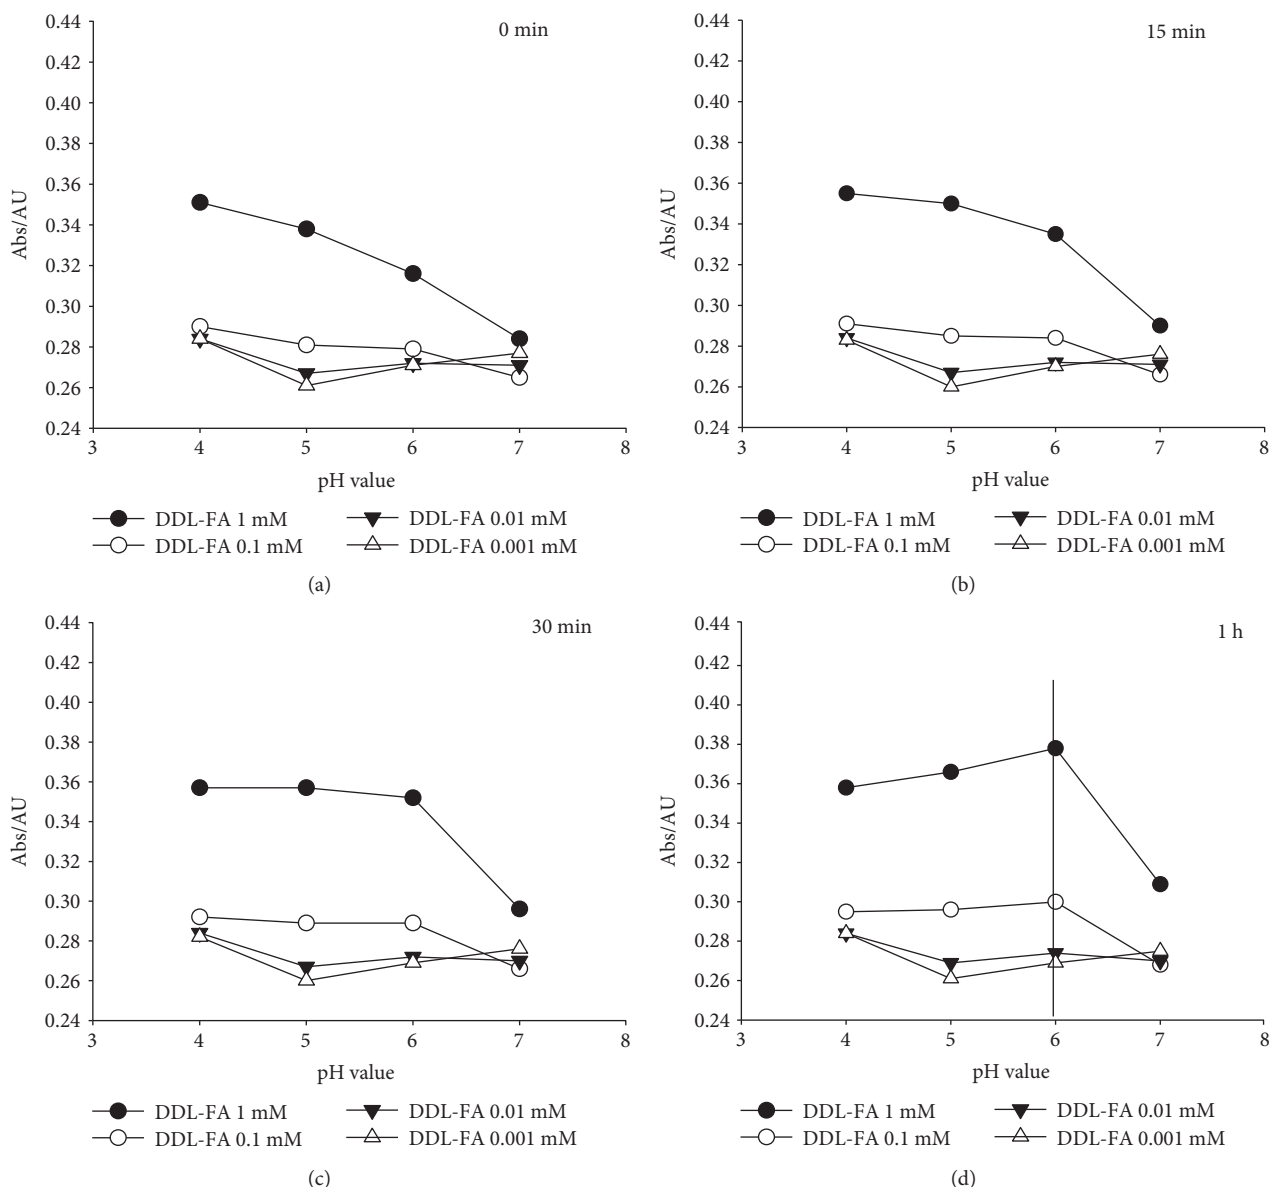 0.44
0 min
0.42
0.40
0.38
0.36
0.34
0.32
0.30
0.28
0.26
0.24
Abs/AU
3 4 5 6 7 8
pH value
DDL-FA 1 mM DDL-FA 0.01 mM
DDL-FA 0.1 mM DDL-FA 0.001 mM
(a)
0.44
15 min
0.42
0.40
0.38
0.36
0.34
0.32
0.30
0.28
0.26
0.24
Abs/AU
3 4 5 6 7 8
pH value
DDL-FA 1 mM DDL-FA 0.01 mM
DDL-FA 0.1 mM DDL-FA 0.001 mM
(b)
0.44
30 min
0.42
0.40
0.38
0.36
0.34
0.32
0.30
0.28
0.26
0.24
Abs/AU
3 4 5 6 7 8
pH value
DDL-FA 1 mM DDL-FA 0.01 mM
DDL-FA 0.1 mM DDL-FA 0.001 mM
(c)
0.44
1 h
0.42
0.40
0.38
0.36
0.34
0.32
0.30
0.28
0.26
0.24
Abs/AU
3 4 5 6 7 8
pH value
DDL-FA 1 mM DDL-FA 0.01 mM
DDL-FA 0.1 mM DDL-FA 0.001 mM
(d)